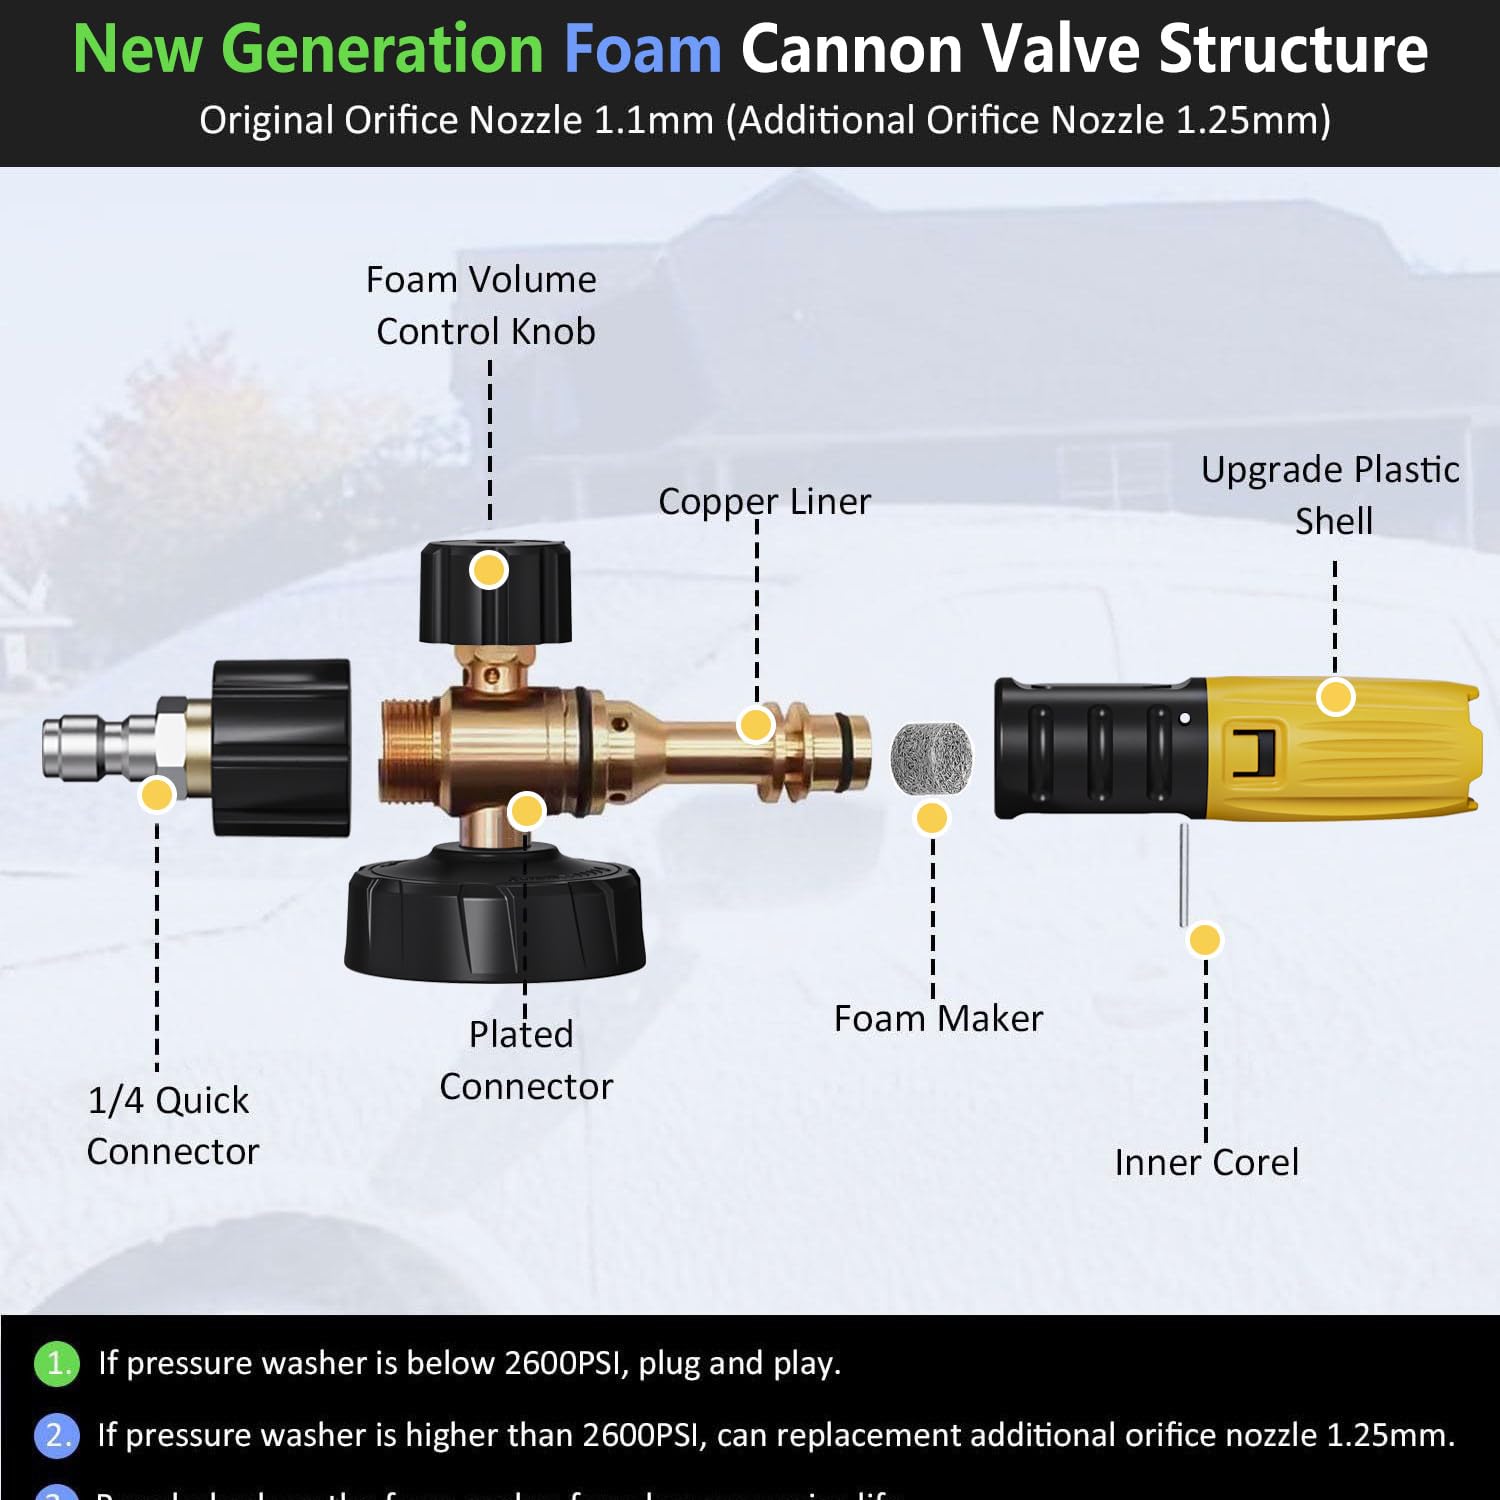 New Generation Foam Cannon Valve Structure
Original Orifice Nozzle 1.1mm (Additional Orifice Nozzle 1.25mm)
Foam Volume
Control Knob
Copper Liner
Upgrade Plastic
Shell
Foam Maker
Plated
Connector
1/4 Quick
Connector
Inner Corel
1. If pressure washer is below 2600PSI, plug and play.
2. If pressure washer is higher than 2600PSI, can replacement additional orifice nozzle 1.25mm.